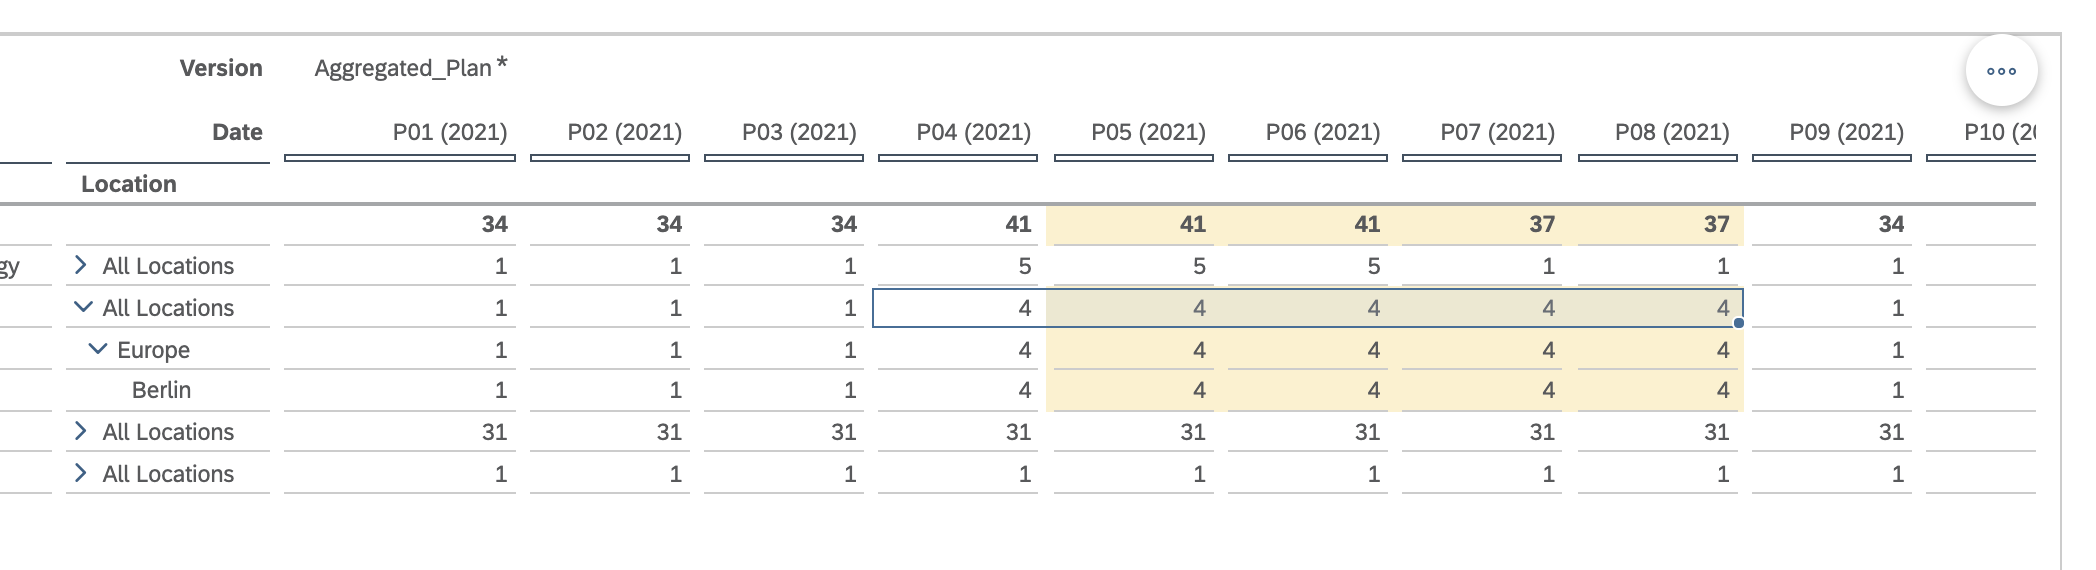 Version Aggregated_Plan *
Date P01 (2021) P02 (2021) P03 (2021) P04 (2021) P05 (2021) P06 (2021) P07 (2021) P08 (2021) P09 (2021) P10 (20
Location
34 34 34 41 41 41 37 37 34
gy All Locations 1 1 1 5 5 5 1 1 1
All Locations 1 1 1 4 4 4 4 4 1
Europe 1 1 1 4 4 4 4 4 1
Berlin 1 1 1 4 4 4 4 4 1
All Locations 31 31 31 31 31 31 31 31 31
All Locations 1 1 1 1 1 1 1 1 1